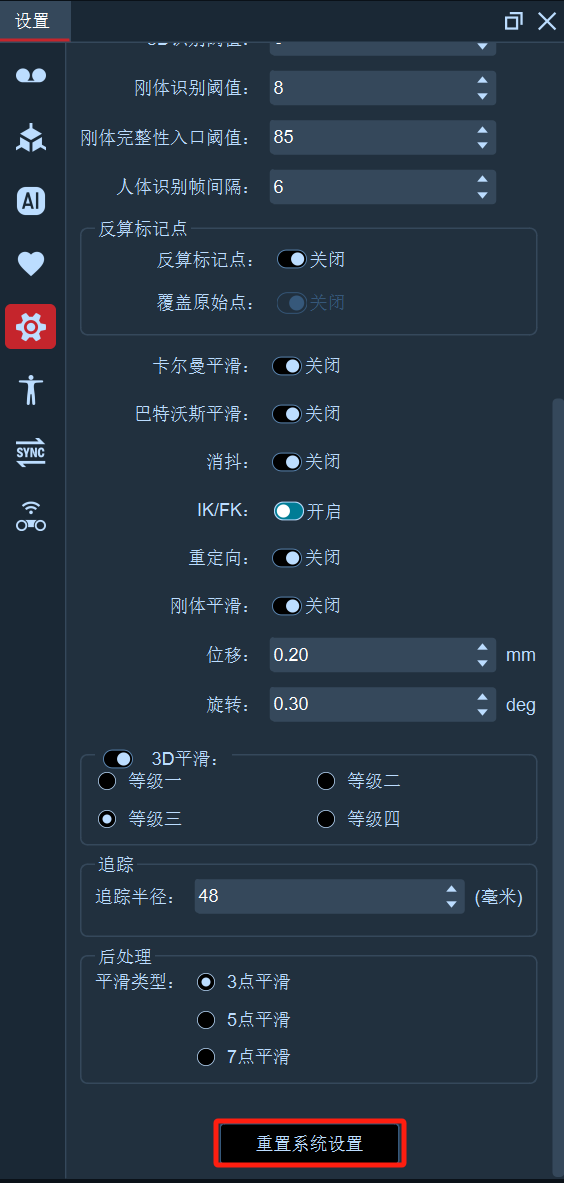 设置
刚体识别阈值： 8
刚体完整性入口阈值： 85
AI
人体识别帧间隔： 6
反算标记点
反算标记点： 关闭
覆盖原始点： 关闭
卡尔曼平滑： 关闭
巴特沃斯平滑： 关闭
SYNC
消抖： 关闭
IK/FK： 开启
重定向： 关闭
刚体平滑： 关闭
位移： 0.20 mm
旋转： 0.30 deg
3D平滑：
等级一 等级二
等级三 等级四
追踪
追踪半径： 48 (毫米)
后处理
平滑类型： 3点平滑
5点平滑
7点平滑
重置系统设置